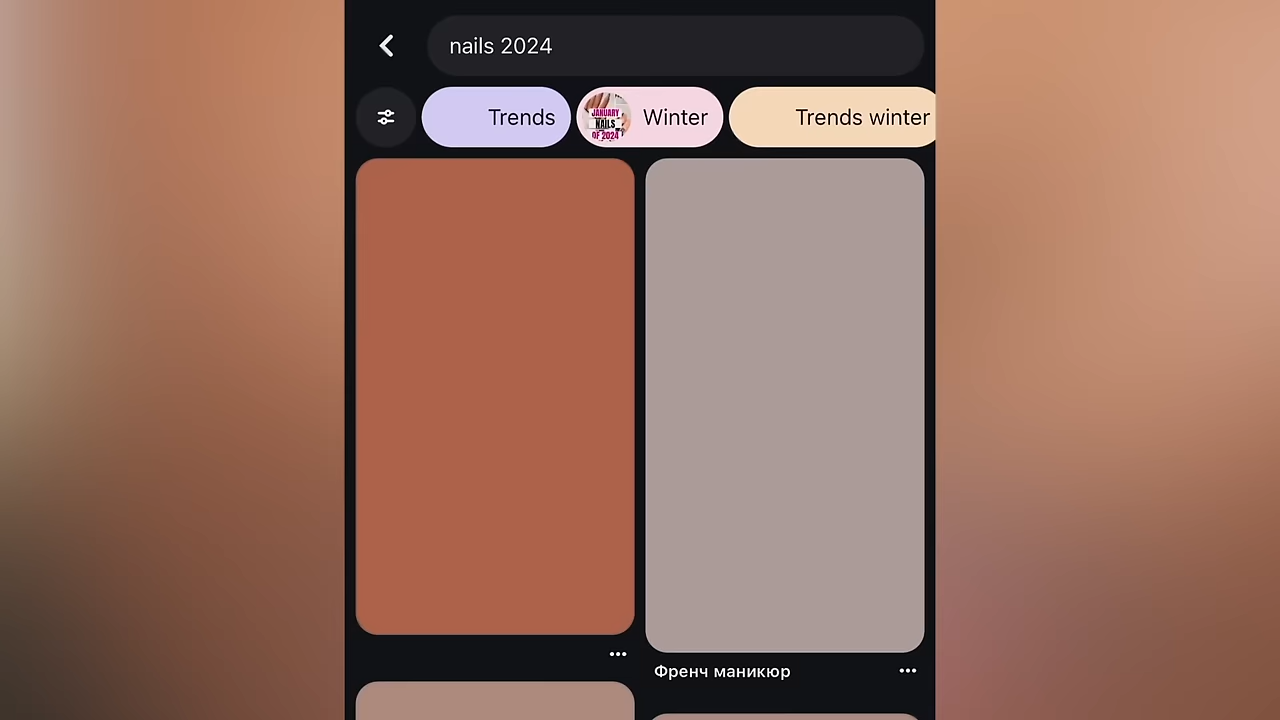 nails 2024
Trends
JANUARY
NAILS
OF 2024
Winter
Trends winter
Френч маникюр